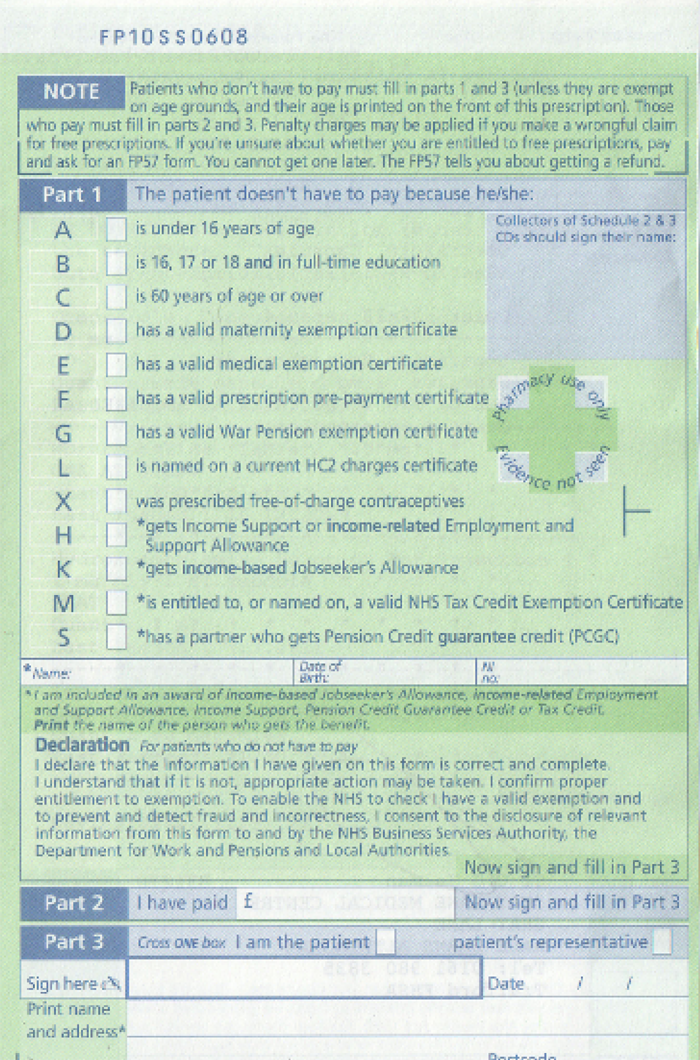 FP10SS0608
NOTE
Patients who don't have to pay must fill in parts 1 and 3 (unless they are exempt
on age grounds, and their age is printed on the front of this prescription). Those
who pay must fill in parts 2 and 3. Penalty charges may be applied if you make a wrongful claim
for free prescriptions. If you're unsure about whether you are entitled to free prescriptions, pay
and ask for an FP57 form. You cannot get one later. The FP57 tells you about getting a refund.
Part 1 The patient doesn't have to pay because he/she:
Collectors of Schedule 2 & 3
CDs should sign their name:
A is under 16 years of age
B is 16, 17 or 18 and in full-time education
C is 60 years of age or over
D has a valid maternity exemption certificate
E has a valid medical exemption certificate
F has a valid prescription pre-payment certificate
G has a valid War Pension exemption certificate
L is named on a current HC2 charges certificate
Pharmacy use only
Evidence not seen
X was prescribed free-of-charge contraceptives
H *gets Income Support or income-related Employment and
Support Allowance
K *gets income-based Jobseeker's Allowance
M *is entitled to, or named on, a valid NHS Tax Credit Exemption Certificate
S *has a partner who gets Pension Credit guarantee credit (PCGC)
*Name: Date of Birth: NI no:
*I am included in an award of income-based Jobseeker's Allowance, income-related Employment
and Support Allowance, Income Support, Pension Credit Guarantee Credit or Tax Credit.
Print the name of the person who gets the benefit.
Declaration For patients who do not have to pay
I declare that the information I have given on this form is correct and complete.
I understand that if it is not, appropriate action may be taken. I confirm proper
entitlement to exemption. To enable the NHS to check I have a valid exemption and
to prevent and detect fraud and incorrectness, I consent to the disclosure of relevant
information from this form to and by the NHS Business Services Authority, the
Department for Work and Pensions and Local Authorities.
Now sign and fill in Part 3
Part 2 I have paid £ Now sign and fill in Part 3
Part 3 Cross ONE box I am the patient patient's representative
Sign here Date / /
Print name
and address*
Postcode